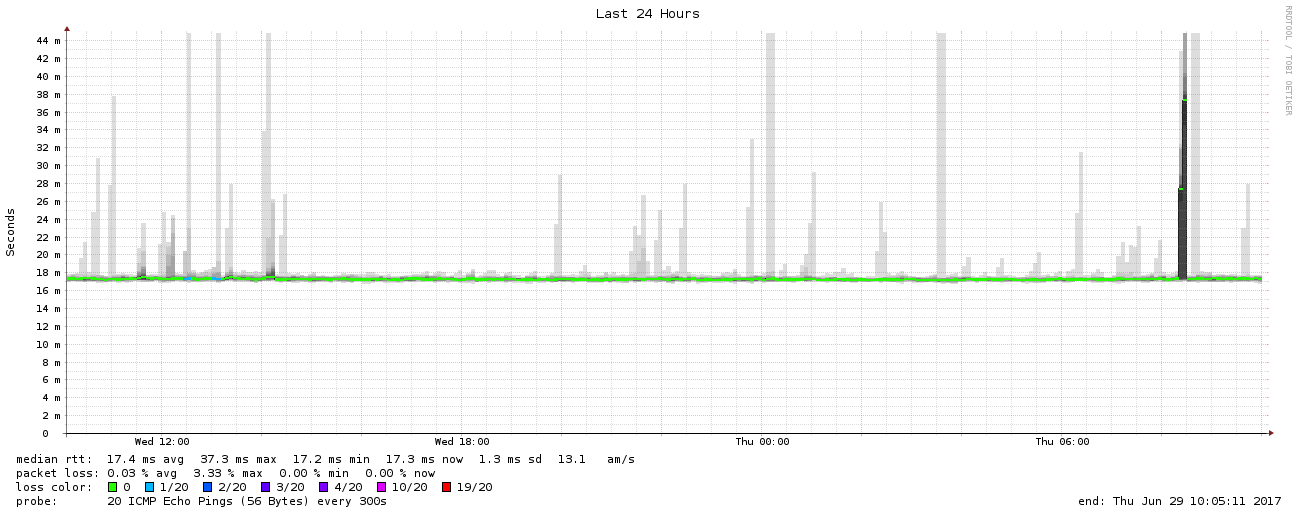 Last 24 Hours
RRDTOOL / TOBI OETIKER
Seconds
44 m
42 m
40 m
38 m
36 m
34 m
32 m
30 m
28 m
26 m
24 m
22 m
20 m
18 m
16 m
14 m
12 m
10 m
8 m
6 m
4 m
2 m
0
Wed 12:00 Wed 18:00 Thu 00:00 Thu 06:00
median rtt: 17.4 ms avg 37.3 ms max 17.2 ms min 17.3 ms now 1.3 ms sd 13.1 am/s
packet loss: 0.03 % avg 3.33 % max 0.00 % min 0.00 % now
loss color: 0 1/20 2/20 3/20 4/20 10/20 19/20
probe: 20 ICMP Echo Pings (56 Bytes) every 300s end: Thu Jun 29 10:05:11 2017